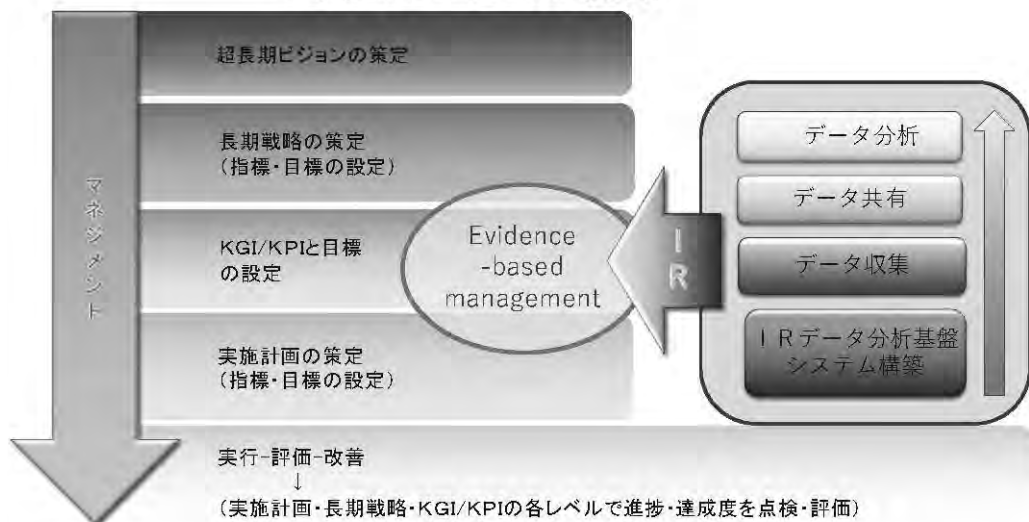 マネジメント
超長期ビジョンの策定
長期戦略の策定
(指標・目標の設定)
KGI/KPIと目標
の設定
実施計画の策定
(指標・目標の設定)
Evidence
-based
management
IR
データ分析
データ共有
データ収集
IRデータ分析基盤
システム構築
実行-評価-改善
↓
(実施計画・長期戦略・KGI/KPIの各レベルで進捗・達成度を点検・評価)